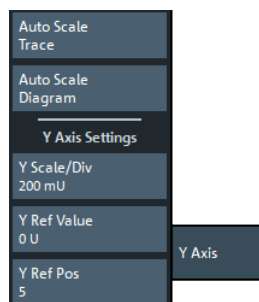 Auto Scale
Trace
Auto Scale
Diagram
Y Axis Settings
Y Scale/Div
200 mU
Y Ref Value
0 U
Y Axis
Y Ref Pos
5